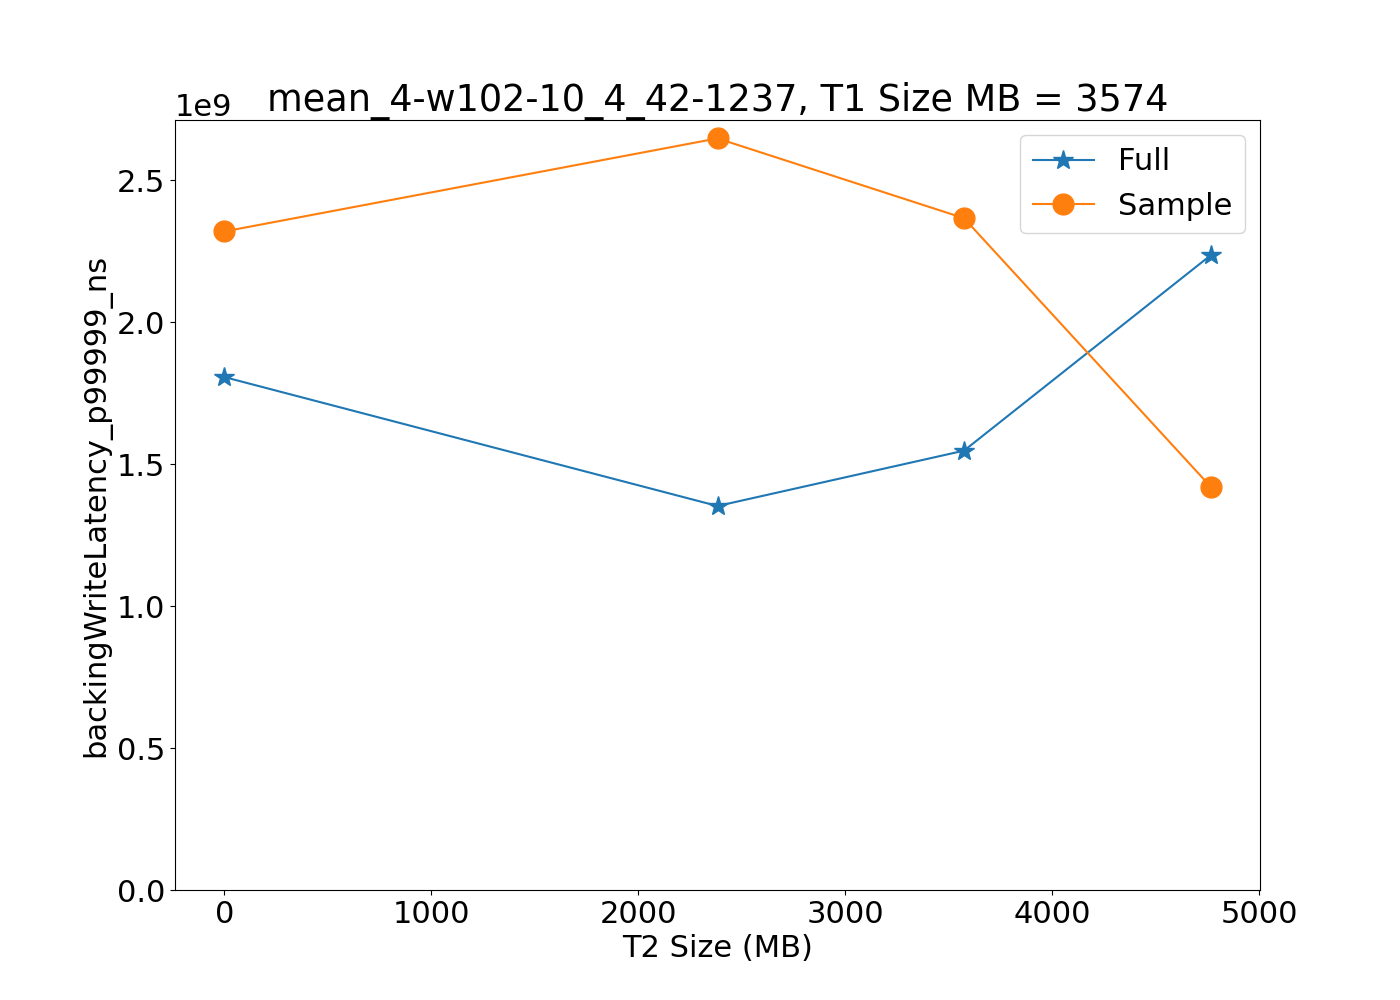 mean_4-w102-10_4_42-1237, T1 Size MB = 3574
1e9
Full
Sample
2.5
2.0
1.5
1.0
0.5
0.0
backingWriteLatency_p99999_ns
0 1000 2000 3000 4000 5000
T2 Size (MB)